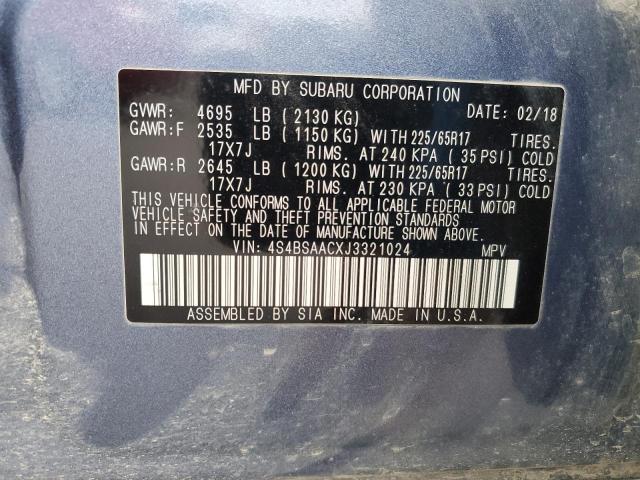 MFD BY SUBARU CORPORATION
GVWR: 4695 LB ( 2130 KG) DATE: 02/18
GAWR:F 2535 LB ( 1150 KG) WITH 225/65R17 TIRES.
17X7J RIMS. AT 240 KPA ( 35 PSI) COLD
GAWR:R 2645 LB ( 1200 KG) WITH 225/65R17 TIRES.
17X7J RIMS. AT 230 KPA ( 33 PSI) COLD
THIS VEHICLE CONFORMS TO ALL APPLICABLE FEDERAL MOTOR
VEHICLE SAFETY AND THEFT PREVENTION STANDARDS
IN EFFECT ON THE DATE OF MANUFACTURE SHOWN ABOVE.
VIN: 4S4BSAACXJ3321024 MPV
ASSEMBLED BY SIA INC. MADE IN U.S.A.